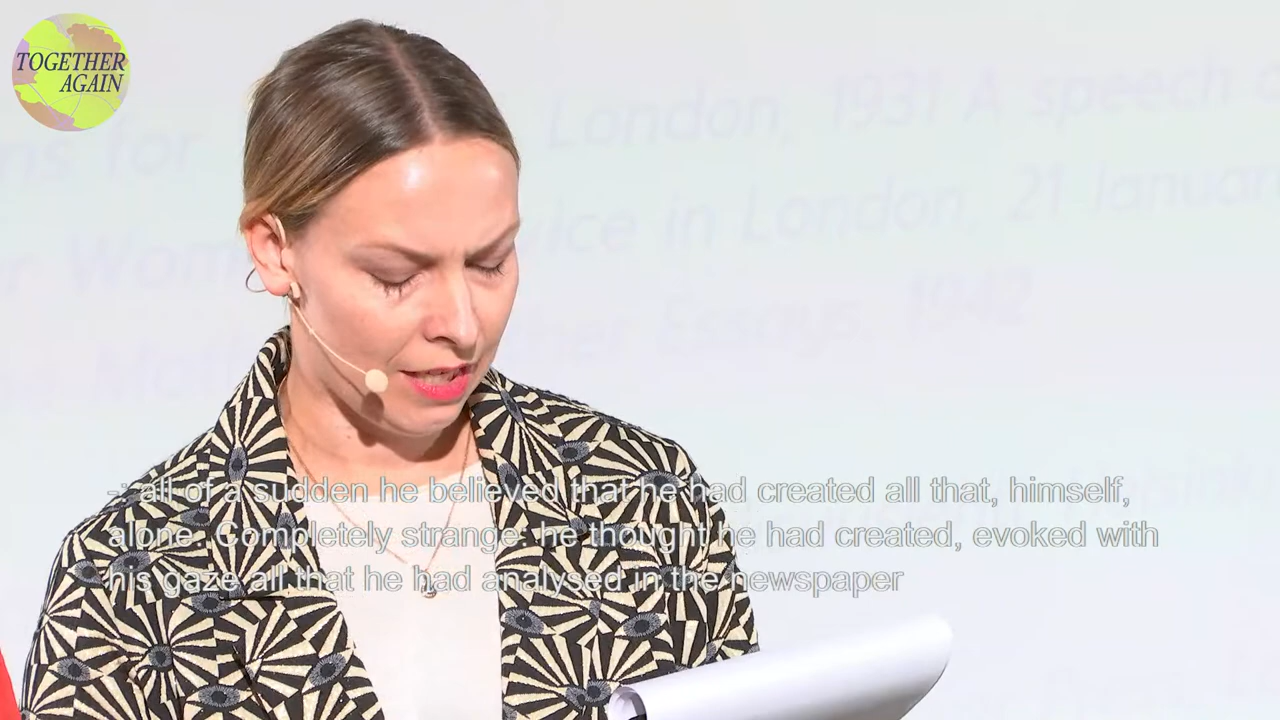 TOGETHER
AGAIN
ns for London, 1931 A speech
r Wom vice in London, 21 Januar
Essays, 1942
-: all of a sudden he believed that he had created all that, himself,
alone. Completely strange: he thought he had created, evoked with
his gaze all that he had analysed in the newspaper